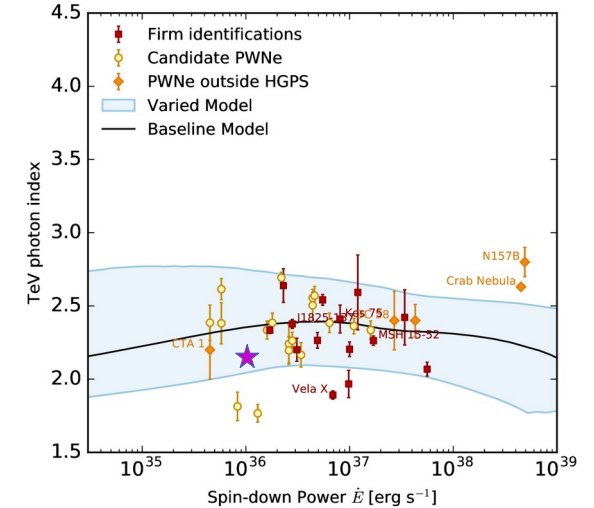 4.5
4.0
3.5
3.0
2.5
2.0
1.5
TeV photon index
Firm identifications
Candidate PWNe
PWNe outside HGPS
Varied Model
Baseline Model
N157B
Crab Nebula
Kes 75
J1825-137
MSH 15-52
CTA 1
Vela X
10³⁵
10³⁶
10³⁷
10³⁸
10³⁹
Spin-down Power Ė [erg s⁻¹]